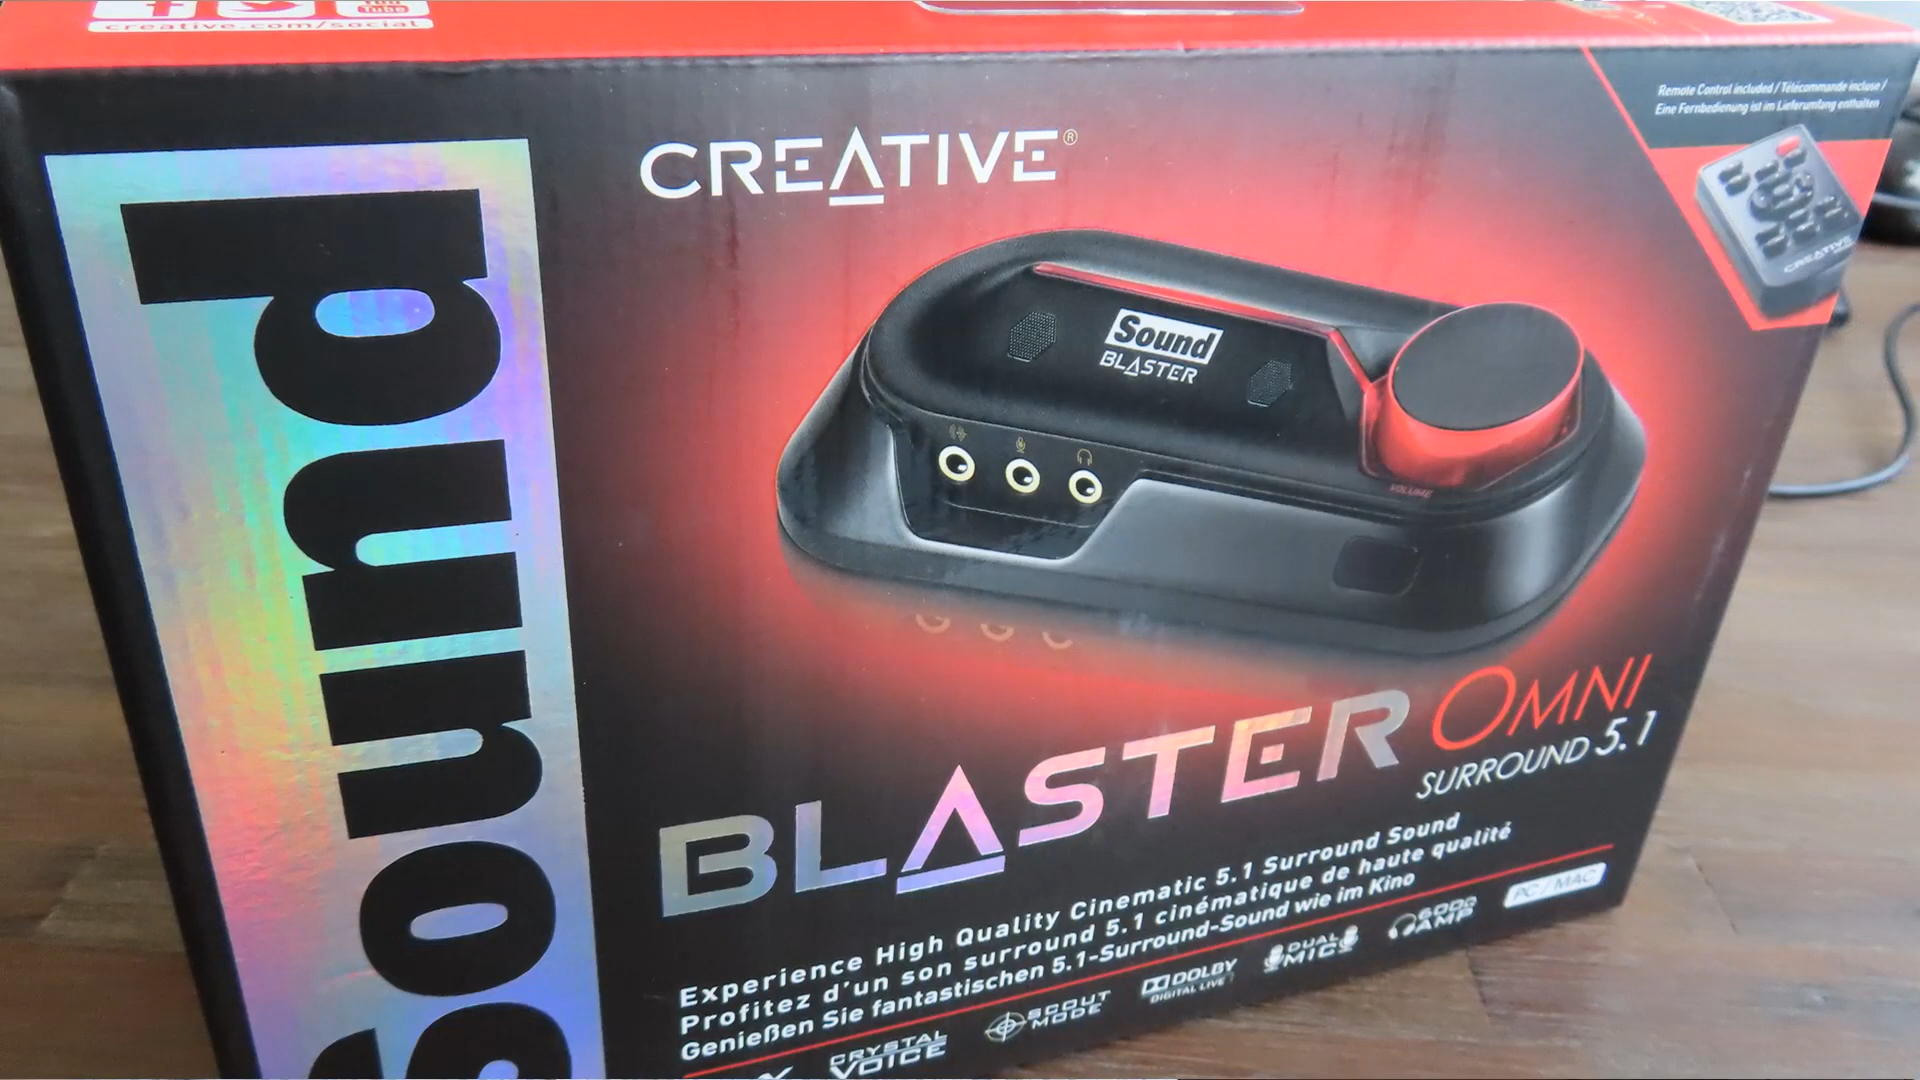 You
Tube
creative.com/social
Remote Control included / Télécommande incluse /
Eine Fernbedienung ist im Lieferumfang enthalten
CREATIVE
CREATIVE®
Sound
BLASTER
VOLUME
Sound
BLASTER OMNI
SURROUND 5.1
Experience High Quality Cinematic 5.1 Surround Sound
Profitez d'un son surround 5.1 cinématique de haute qualité
Genießen Sie fantastischen 5.1-Surround-Sound wie im Kino
CRYSTAL
VOICE
SCOUT
MODE
DOLBY
DIGITAL LIVE
DUAL
MIC
600Ω
AMP
PC / MAC